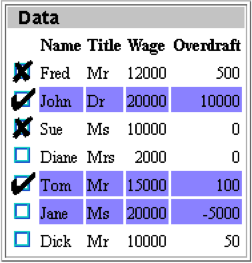 Data
Name Title Wage Overdraft
Fred Mr 12000 500
John Dr 20000 10000
Sue Ms 10000 0
Diane Mrs 2000 0
Tom Mr 15000 100
Jane Ms 20000 -5000
Dick Mr 10000 50